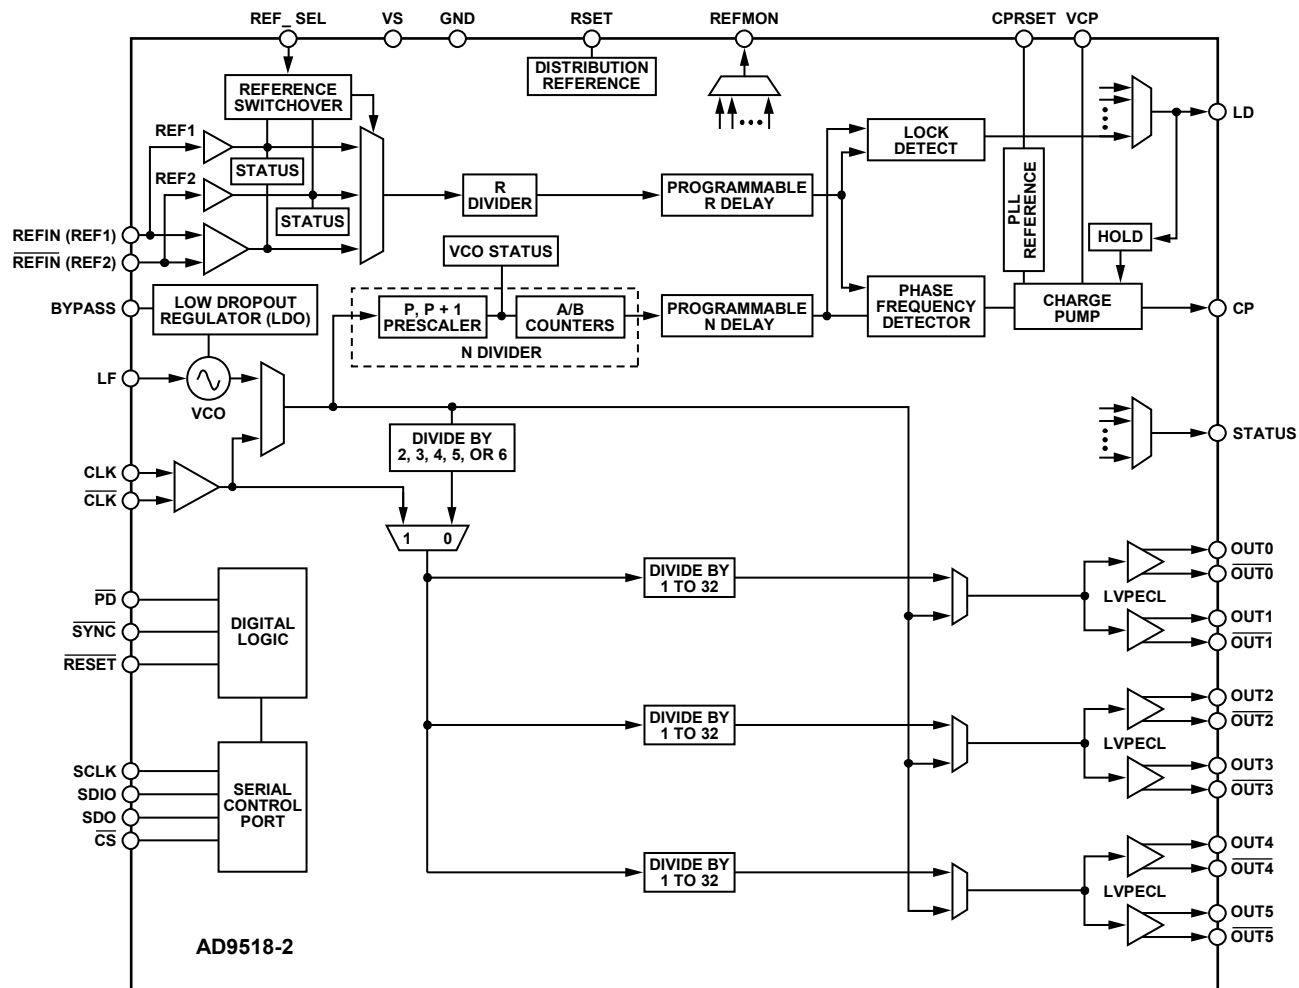 REF_SEL VS GND RSET REFMON CPRSET VCP
REFERENCE
SWITCHOVER
DISTRIBUTION
REFERENCE
REF1
STATUS
REF2
STATUS
REFIN (REF1)
REFIN (REF2)
BYPASS
LOW DROPOUT
REGULATOR (LDO)
LF
VCO
CLK
CLK
R
DIVIDER
VCO STATUS
P, P + 1
PRESCALER
A/B
COUNTERS
N DIVIDER
PROGRAMMABLE
R DELAY
PROGRAMMABLE
N DELAY
LOCK
DETECT
PHASE
FREQUENCY
DETECTOR
PLL
REFERENCE
HOLD
CHARGE
PUMP
LD
CP
STATUS
DIVIDE BY
2, 3, 4, 5, OR 6
1 0
PD
SYNC
RESET
DIGITAL
LOGIC
SCLK
SDIO
SDO
CS
SERIAL
CONTROL
PORT
DIVIDE BY
1 TO 32
LVPECL
OUT0
OUT0
OUT1
OUT1
DIVIDE BY
1 TO 32
LVPECL
OUT2
OUT2
OUT3
OUT3
DIVIDE BY
1 TO 32
LVPECL
OUT4
OUT4
OUT5
OUT5
AD9518-2